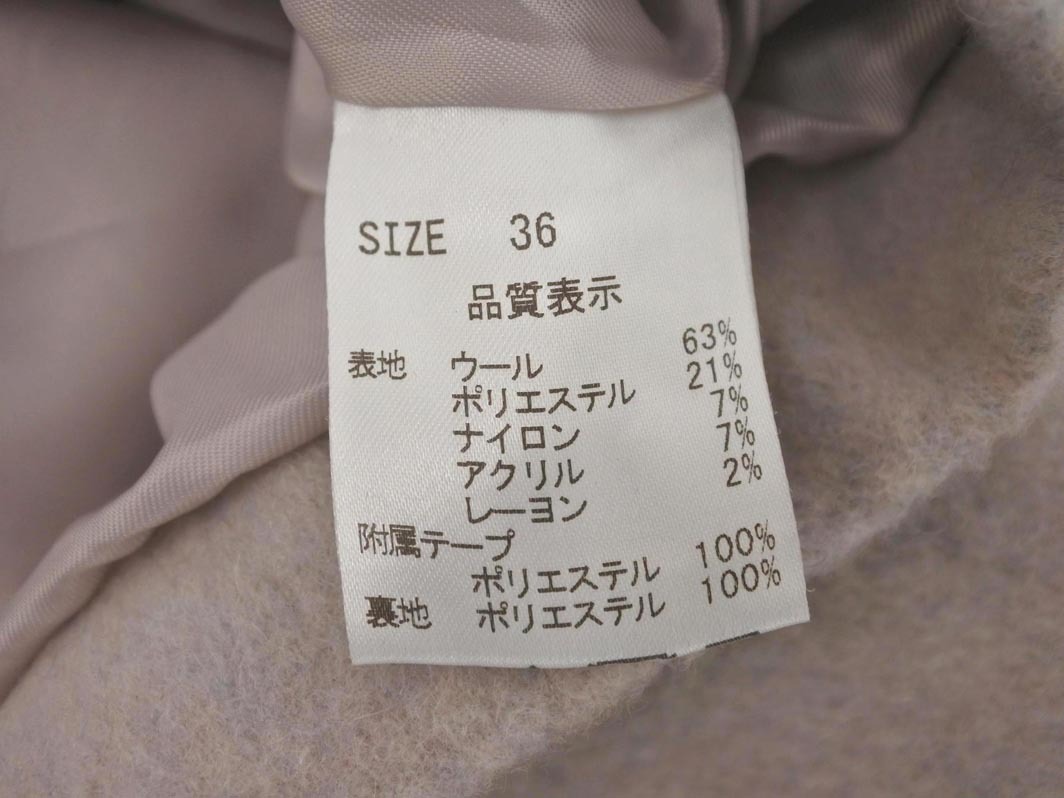 SIZE 36
品質表示
表地 ウール 63%
ポリエステル 21%
ナイロン 7%
アクリル 7%
レーヨン 2%
附属テープ
ポリエステル 100%
裏地 ポリエステル 100%